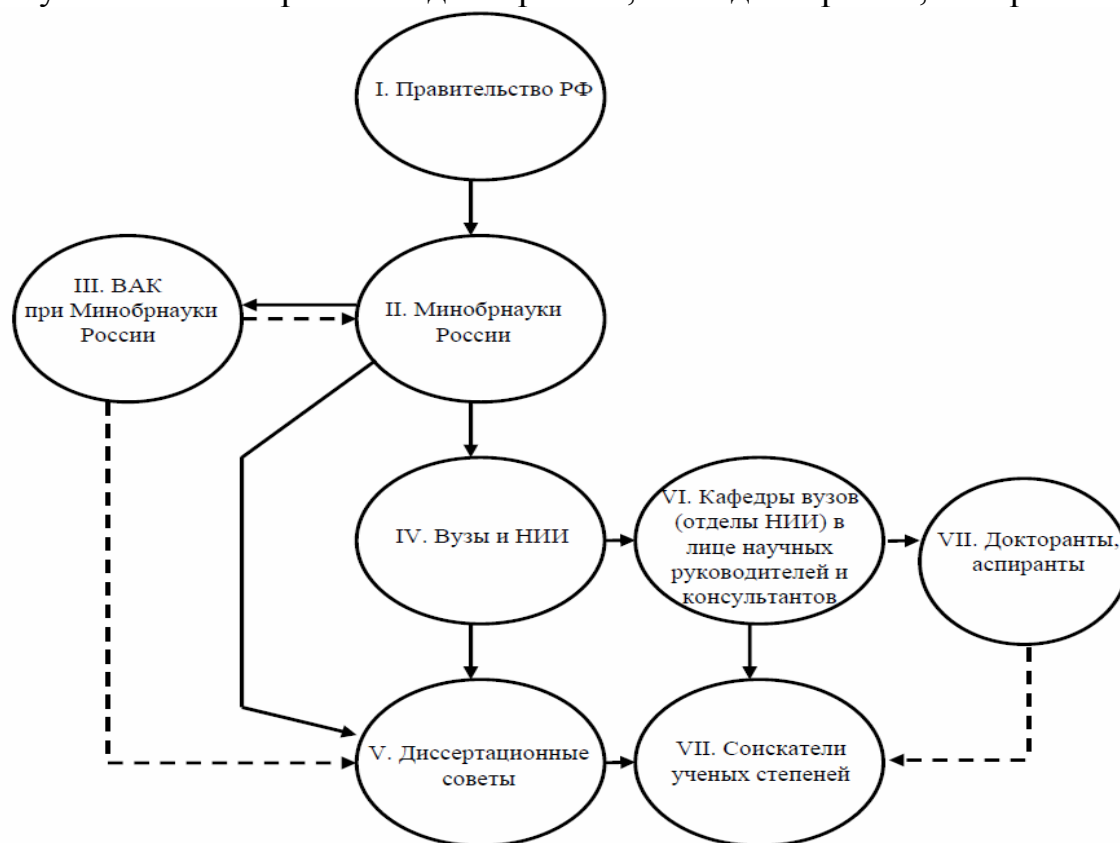 I. Правительство РФ
III. ВАК
при Минобрнауки
России
II. Минобрнауки
России
IV. Вузы и НИИ
VI. Кафедры вузов
(отделы НИИ) в
лице научных
руководителей и
консультантов
VII. Докторанты,
аспиранты
V. Диссертационные
советы
VII. Соискатели
ученых степеней